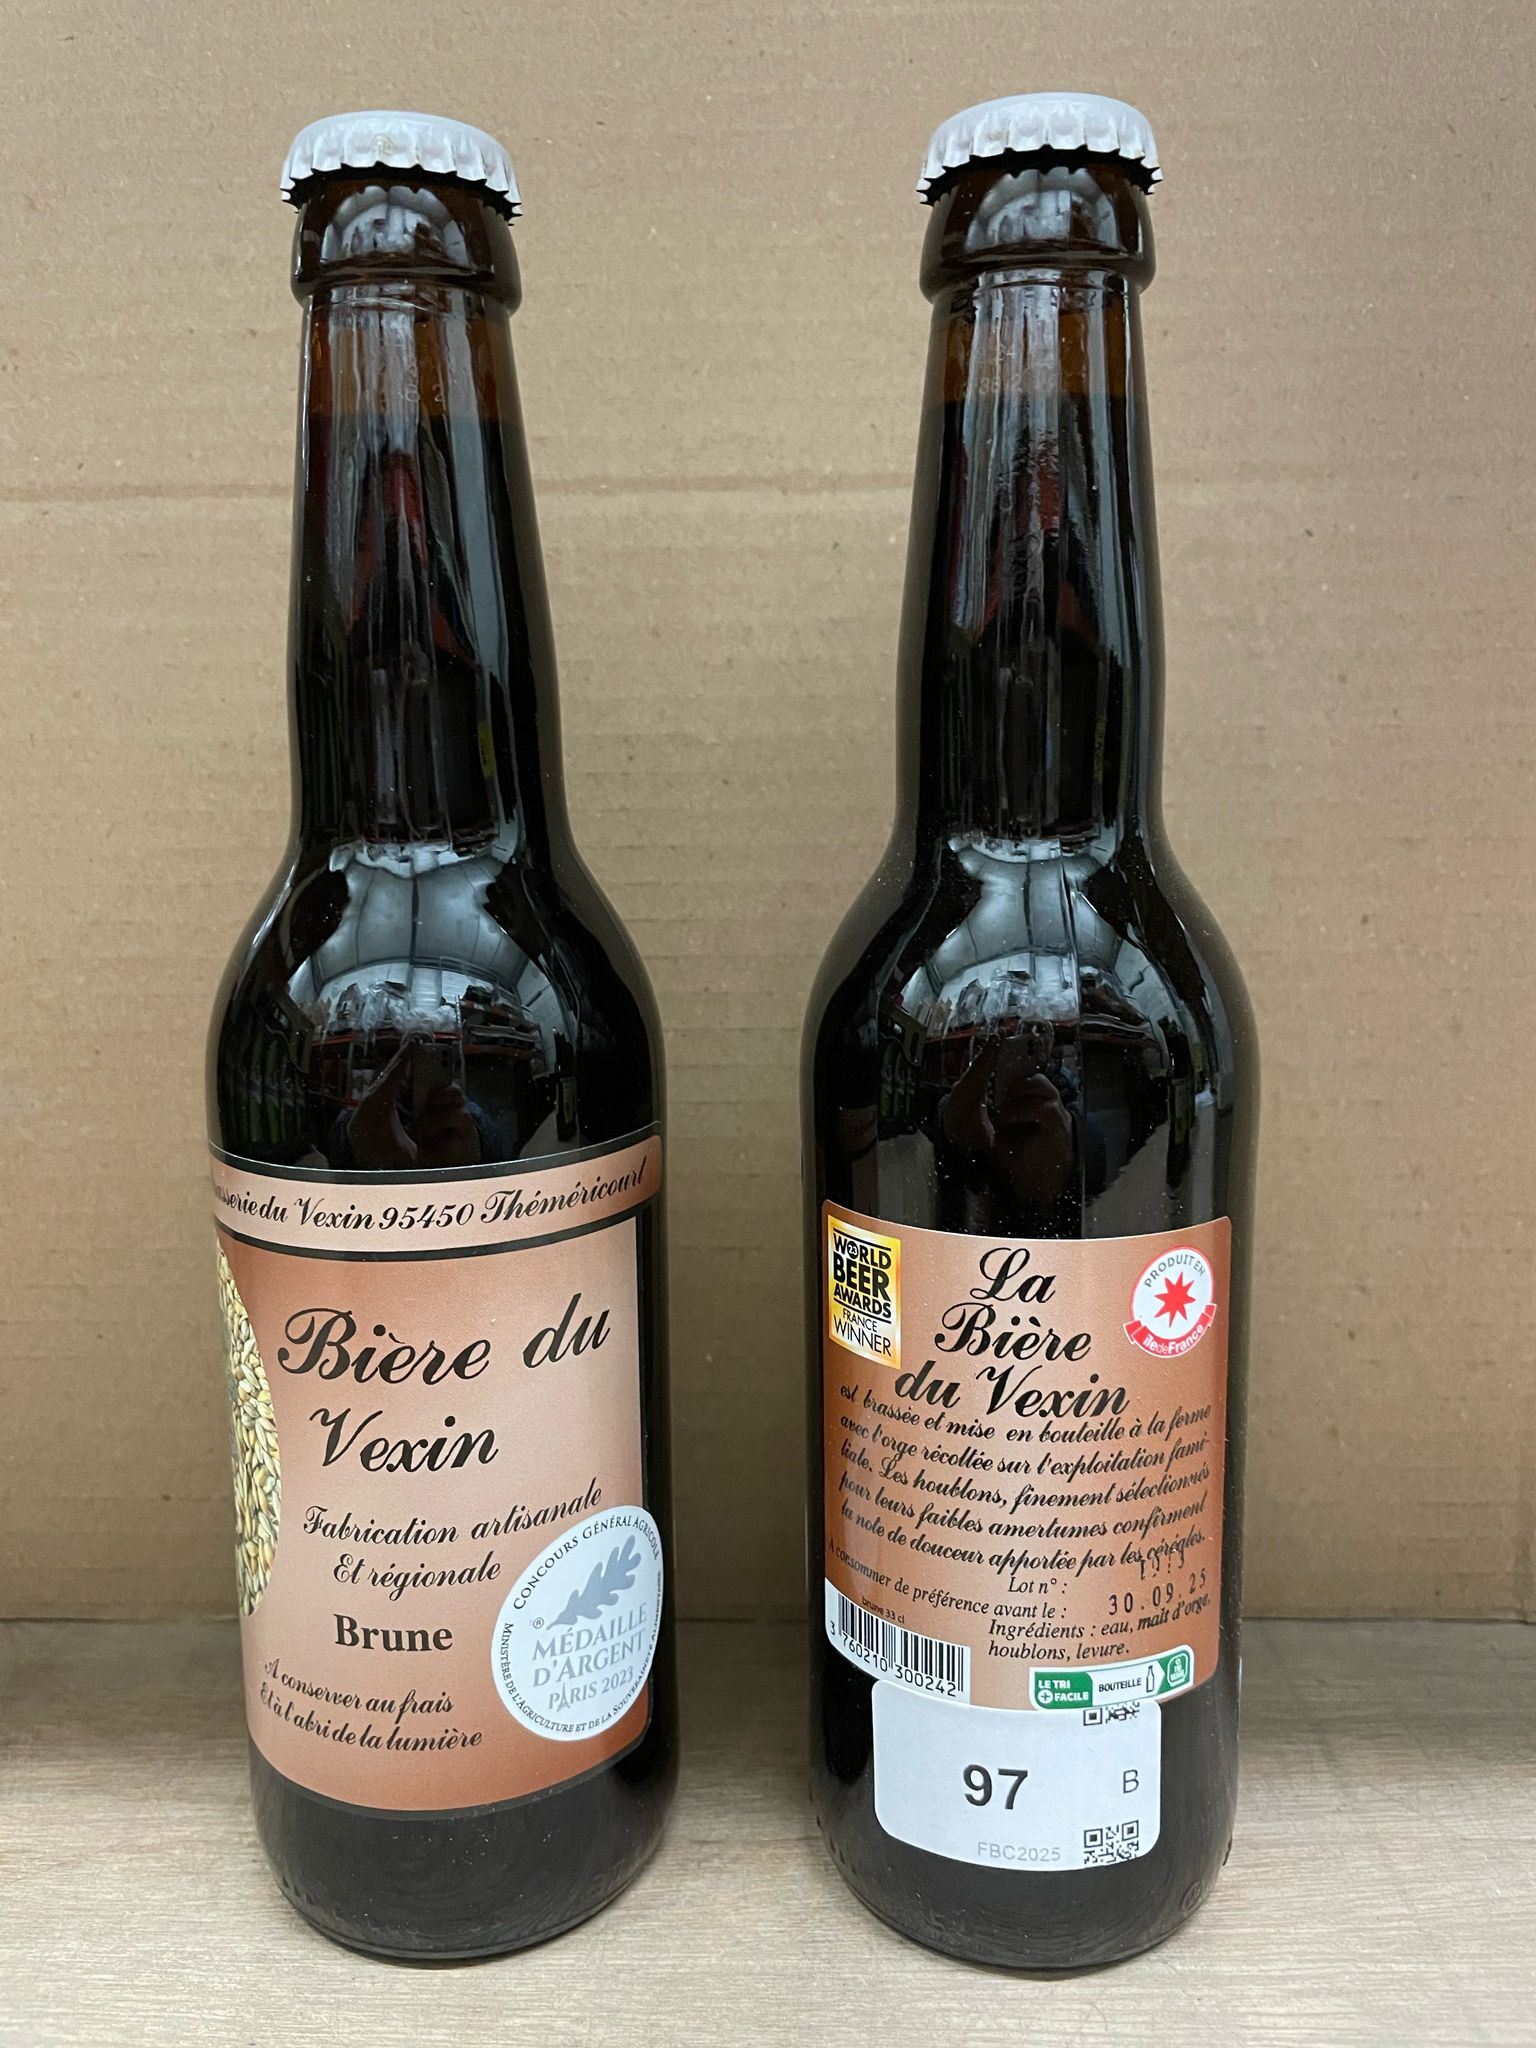 du Vexin 95450 Théméricourt
Bière du
Vexin
Fabrication artisanale
Et régionale
Brune
A conserver au frais
Et à l abri de la lumière
CONCOURS GÉNÉRAL AGRICOLE
MÉDAILLE
D'ARGENT
PARIS 2023
MINISTÈRE DE L'AGRICULTURE ET DE LA SOUVERAINETÉ ALIMENTAIRE
WORLD
BEER
AWARDS
FRANCE
WINNER
PRODUIT EN
île de France
La
Bière
du Vexin
est brassée et mise en bouteille à la ferme
avec l'orge récoltée sur l'exploitation fami-
liale. Les houblons, finement sélectionnés
pour leurs faibles amertumes confirment
la note de douceur apportée par les céréales.
Lot n° :
A consommer de préférence avant le : 30.09.25
Ingrédients : eau, malt d'orge,
houblons, levure.
brune 33 cl
3 760210 300242
LE TRI
+ FACILE
BOUTEILLE
97 B
FBC2025